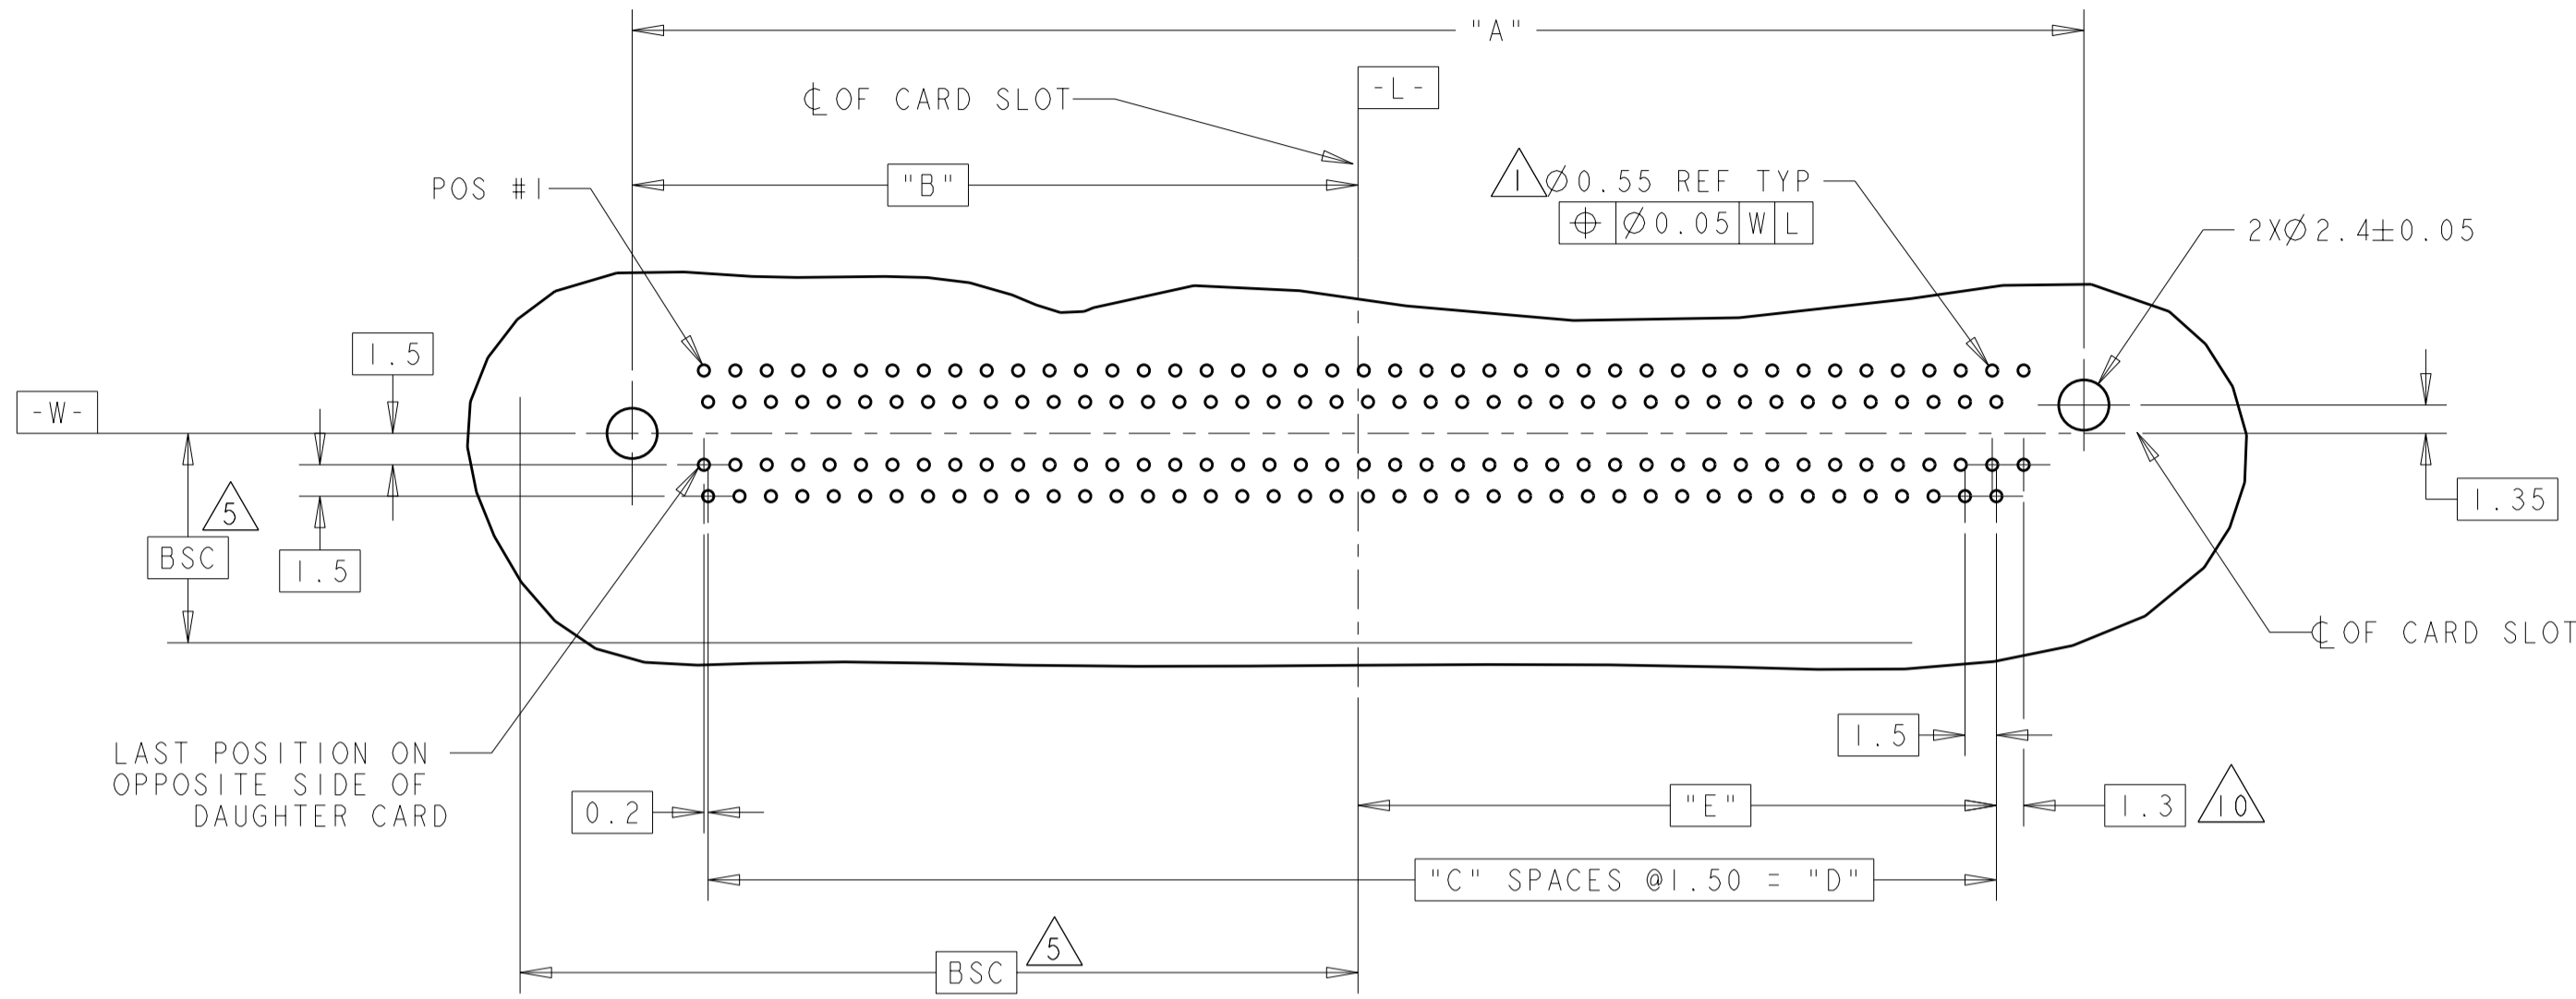 "A"
℄ OF CARD SLOT
-L-
POS #1
"B"
1 Ø0.55 REF TYP
⌖ Ø0.05 W L
2XØ2.4±0.05
1.5
-W-
5
BSC
1.5
1.35
℄ OF CARD SLOT
LAST POSITION ON
OPPOSITE SIDE OF
DAUGHTER CARD
1.5
0.2
"E"
1.3 10
"C" SPACES @1.50 = "D"
BSC 5